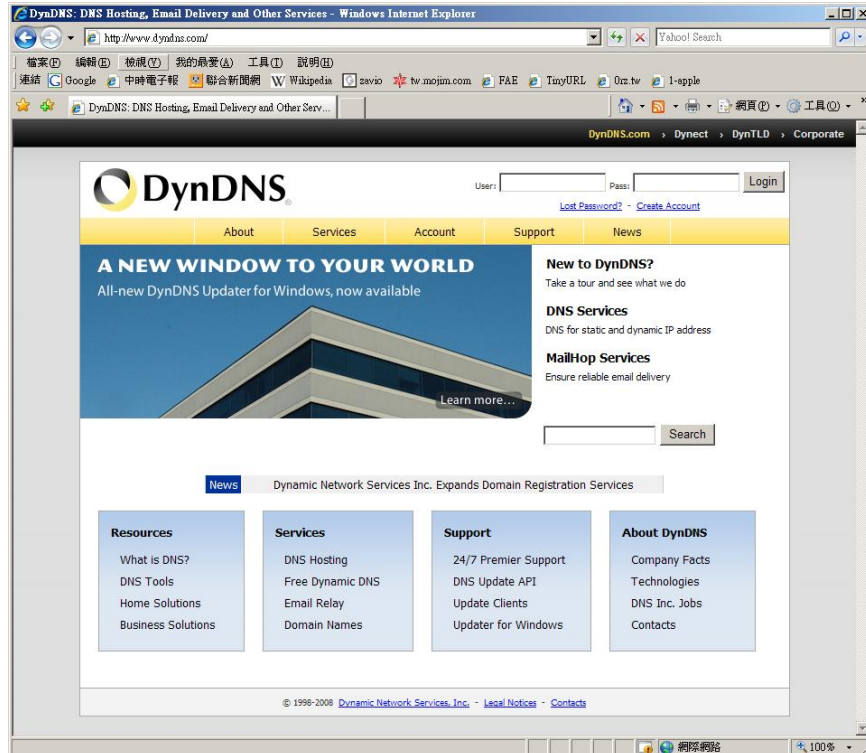 DynDNS: DNS Hosting, Email Delivery and Other Services - Windows Internet Explorer
http://www.dyndns.com/
Yahoo! Search
檔案(F) 編輯(E) 檢視(V) 我的最愛(A) 工具(T) 說明(H)
連結 Google 中時電子報 聯合新聞網 Wikipedia zavio tw.mojim.com FAE TinyURL 0rz.tw 1-apple
DynDNS: DNS Hosting, Email Delivery and Other Serv...
網頁(P) 工具(O) »
DynDNS.com › Dynect › DynTLD › Corporate
DynDNS®
User: Pass: Login
Lost Password? - Create Account
About Services Account Support News
A NEW WINDOW TO YOUR WORLD
All-new DynDNS Updater for Windows, now available
Learn more...
New to DynDNS?
Take a tour and see what we do
DNS Services
DNS for static and dynamic IP address
MailHop Services
Ensure reliable email delivery
Search
News Dynamic Network Services Inc. Expands Domain Registration Services
Resources
What is DNS?
DNS Tools
Home Solutions
Business Solutions
Services
DNS Hosting
Free Dynamic DNS
Email Relay
Domain Names
Support
24/7 Premier Support
DNS Update API
Update Clients
Updater for Windows
About DynDNS
Company Facts
Technologies
DNS Inc. Jobs
Contacts
© 1998-2008 Dynamic Network Services, Inc. - Legal Notices - Contacts
網際網路 100%